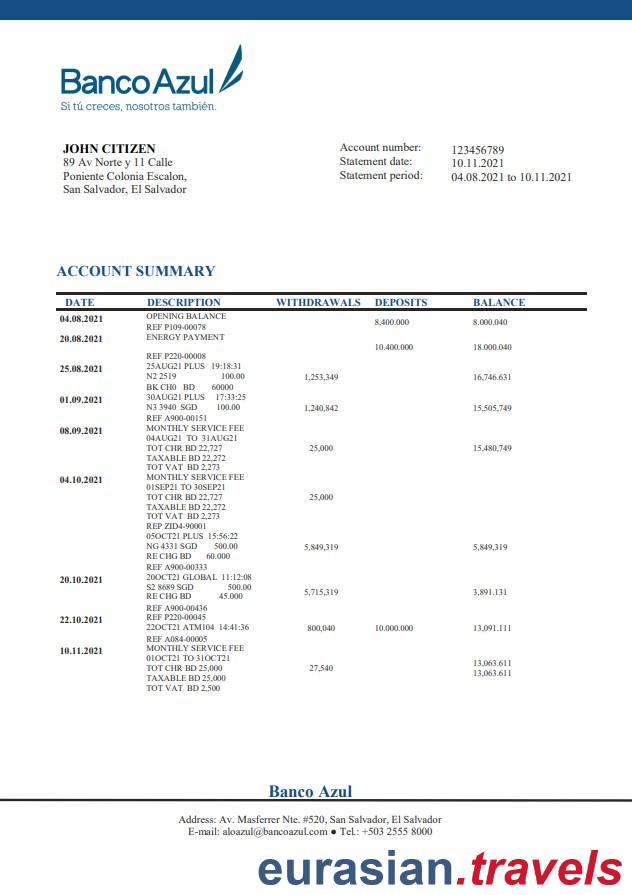 Banco Azul
Si tú creces, nosotros también.
JOHN CITIZEN
89 Av Norte y 11 Calle
Poniente Colonia Escalon,
San Salvador, El Salvador
Account number: 123456789
Statement date: 10.11.2021
Statement period: 04.08.2021 to 10.11.2021
ACCOUNT SUMMARY
DATE DESCRIPTION WITHDRAWALS DEPOSITS BALANCE
04.08.2021 OPENING BALANCE
8,400.000 8.000.040
REF P109-00078
20.08.2021 ENERGY PAYMENT
10.400.000 18.000.040
REF P220-00008
25.08.2021 25AUG21 PLUS 19:18:31
N2 2519 100.00 1,253,349 16,746.631
BK CH0 BD 60000
01.09.2021 30AUG21 PLUS 17:33:25
N3 3940 SGD 100.00 1,240,842 15,505,749
REF A900-00151
08.09.2021 MONTHLY SERVICE FEE
04AUG21 TO 31AUG21
TOT CHR BD 22,727 25,000 15,480,749
TAXABLE BD 22,272
TOT VAT BD 2,273
04.10.2021 MONTHLY SERVICE FEE
01SEP21 TO 30SEP21
TOT CHR BD 22,727 25,000
TAXABLE BD 22,272
TOT VAT BD 2,273
REP ZID4-90001
05OCT21 PLUS 15:56:22
NG 4331 SGD 500.00 5,849,319 5,849,319
RE CHG BD 60.000
REF A900-00333
20.10.2021 20OCT21 GLOBAL 11:12:08
S2 8689 SGD 500.00 5,715,319 3,891.131
RE CHG BD 45.000
REF A900-00436
22.10.2021 REF P220-00045
22OCT21 ATM104 14:41:36 800,040 10.000.000 13,091.111
REF A084-00005
10.11.2021 MONTHLY SERVICE FEE
01OCT21 TO 31OCT21 13,063.611
TOT CHR BD 25,000 27,540 13,063.611
TAXABLE BD 25,000
TOT VAT BD 2,500
Banco Azul
Address: Av. Masferrer Nte. #520, San Salvador, El Salvador
E-mail: aloazul@bancoazul.com ● Tel.: +503 2555 8000
eurasian.travels